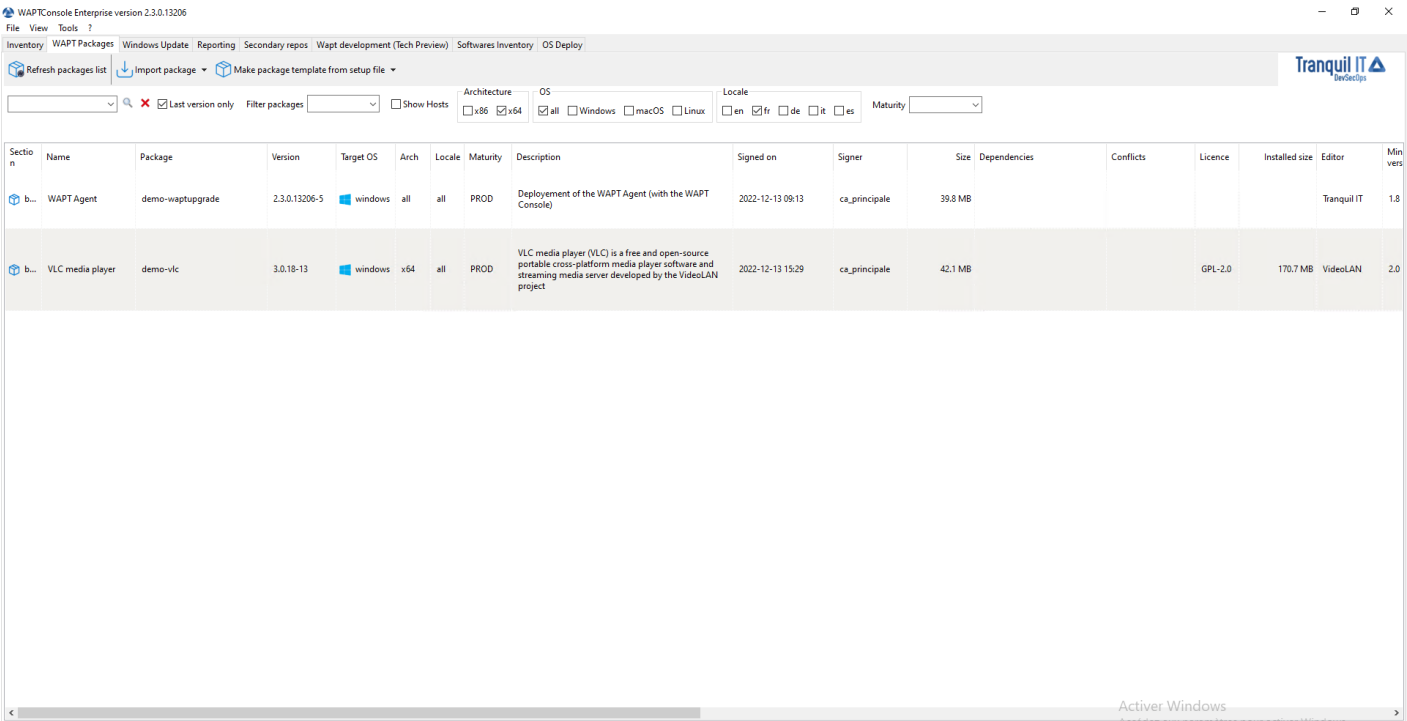 WAPTConsole Enterprise version 2.3.0.13206
File View Tools ?
Inventory WAPT Packages Windows Update Reporting Secondary repos Wapt development (Tech Preview) Softwares Inventory OS Deploy
Refresh packages list Import package Make package template from setup file
Tranquil IT
DevSecOps
Last version only Filter packages Show Hosts
Architecture
x86 x64
OS
all Windows macOS Linux
Locale
en fr de it es
Maturity
Sectio
n
Name Package Version Target OS Arch Locale Maturity Description Signed on Signer Size Dependencies Conflicts Licence Installed size Editor
Min
vers
b... WAPT Agent demo-waptupgrade 2.3.0.13206-5 windows all all PROD
Deployement of the WAPT Agent (with the WAPT
Console)
2022-12-13 09:13 ca_principale 39.8 MB Tranquil IT 1.8
b... VLC media player demo-vlc 3.0.18-13 windows x64 all PROD
VLC media player (VLC) is a free and open-source
portable cross-platform media player software and
streaming media server developed by the VideoLAN
project
2022-12-13 15:29 ca_principale 42.1 MB GPL-2.0 170.7 MB VideoLAN 2.0
Activer Windows